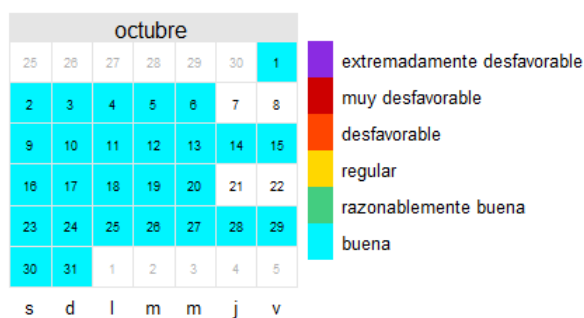 octubre
25 26 27 28 29 30 1
2 3 4 5 6 7 8
9 10 11 12 13 14 15
16 17 18 19 20 21 22
23 24 25 26 27 28 29
30 31 1 2 3 4 5
s d l m m j v
extremadamente desfavorable
muy desfavorable
desfavorable
regular
razonablemente buena
buena